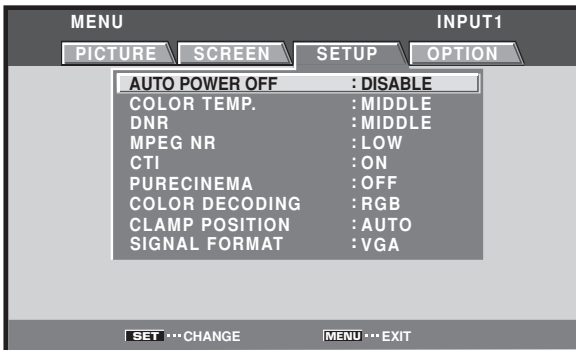 MENU INPUT1
PICTURE SCREEN SETUP OPTION
AUTO POWER OFF : DISABLE
COLOR TEMP. : MIDDLE
DNR : MIDDLE
MPEG NR : LOW
CTI : ON
PURECINEMA : OFF
COLOR DECODING : RGB
CLAMP POSITION : AUTO
SIGNAL FORMAT : VGA
SET ··· CHANGE MENU ··· EXIT